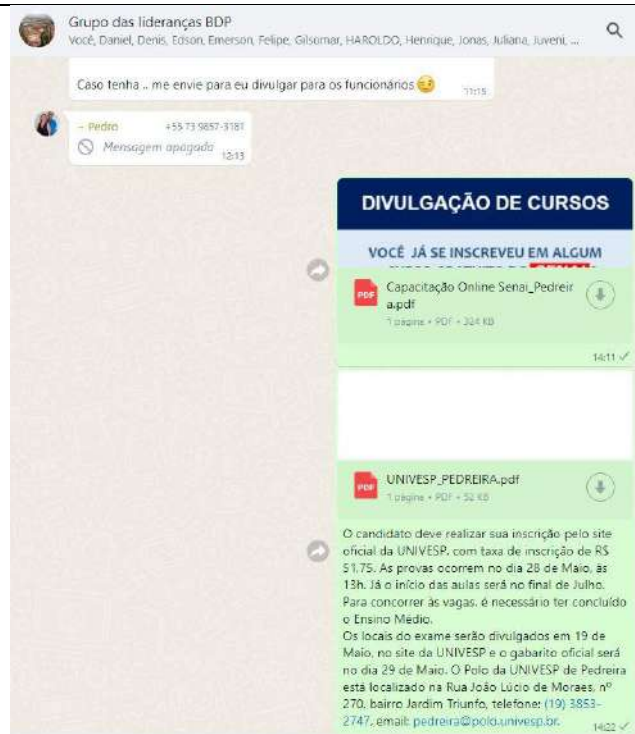 Grupo das lideranças BDP
Você, Daniel, Denis, Edson, Emerson, Felipe, Gilsomar, HAROLDO, Henrique, Jonas, Juliana, Juveni, ...
Caso tenha .. me envie para eu divulgar para os funcionários 😉
11:15
~ Pedro +55 73 9857-3181
Mensagem apagada 12:13
DIVULGAÇÃO DE CURSOS
VOCÊ JÁ SE INSCREVEU EM ALGUM
PDF
Capacitação Online Senai_Pedreir
a.pdf
1 página • PDF • 324 KB
14:11
PDF
UNIVESP_PEDREIRA.pdf
1 página • PDF • 52 KB
O candidato deve realizar sua inscrição pelo site
oficial da UNIVESP, com taxa de inscrição de R$
51,75. As provas ocorrem no dia 28 de Maio, às
13h. Já o início das aulas será no final de Julho.
Para concorrer às vagas, é necessário ter concluído
o Ensino Médio.
Os locais do exame serão divulgados em 19 de
Maio, no site da UNIVESP e o gabarito oficial será
no dia 29 de Maio. O Polo da UNIVESP de Pedreira
está localizado na Rua João Lúcio de Moraes, nº
270, bairro Jardim Triunfo, telefone: (19) 3853-
2747, email: pedreira@polo.univesp.br.
14:22